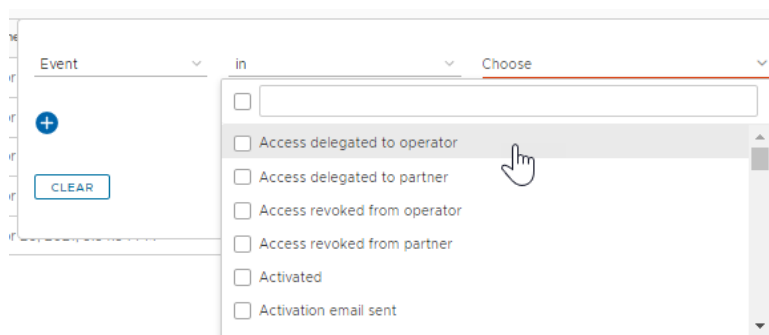 Event in Choose
Access delegated to operator
Access delegated to partner
CLEAR
Access revoked from operator
Access revoked from partner
Activated
Activation email sent